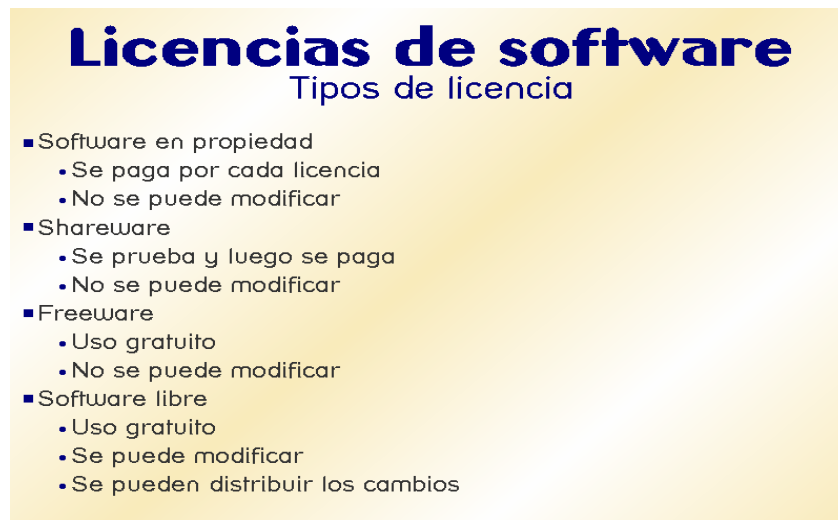 Licencias de software
Tipos de licencia
Software en propiedad
Se paga por cada licencia
No se puede modificar
Shareware
Se prueba y luego se paga
No se puede modificar
Freeware
Uso gratuito
No se puede modificar
Software libre
Uso gratuito
Se puede modificar
Se pueden distribuir los cambios